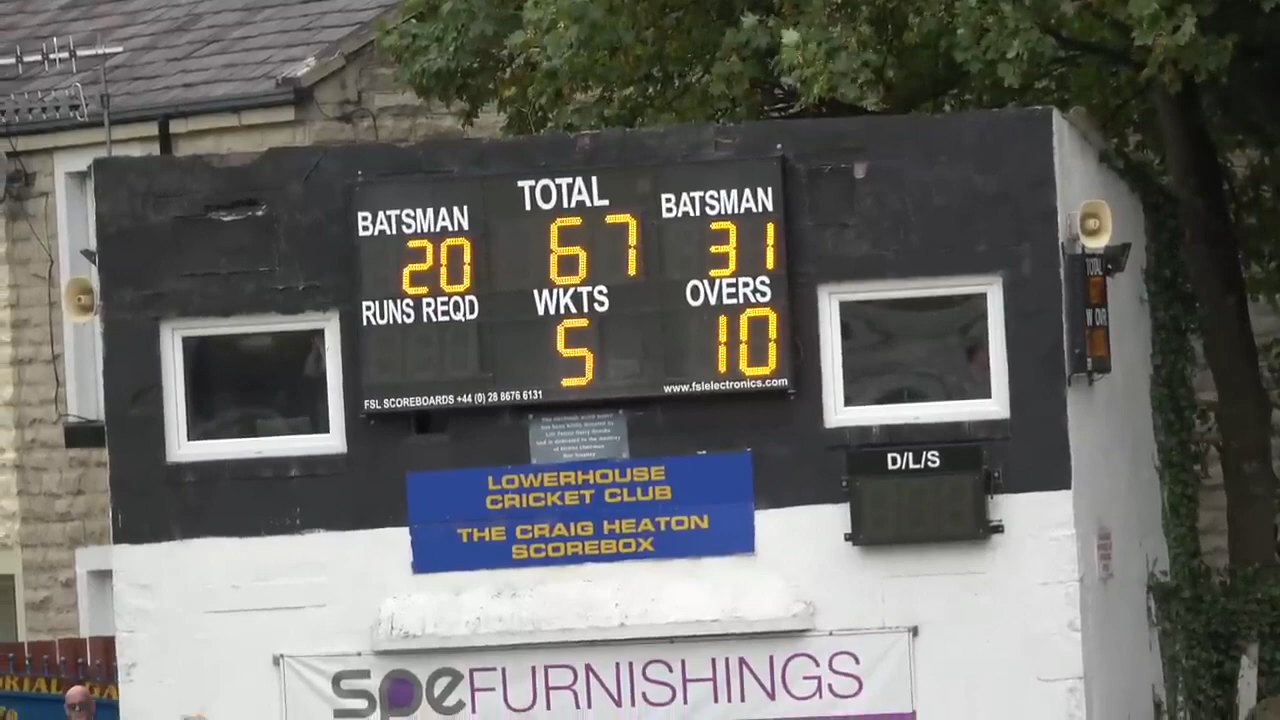 BATSMAN TOTAL BATSMAN
20 67 31
RUNS REQD WKTS OVERS
5 10
FSL SCOREBOARDS +44 (0) 28 8676 6131 www.fslelectronics.com
LOWERHOUSE
CRICKET CLUB
THE CRAIG HEATON
SCOREBOX
D/L/S
TOTAL
W OVR
spe FURNISHINGS